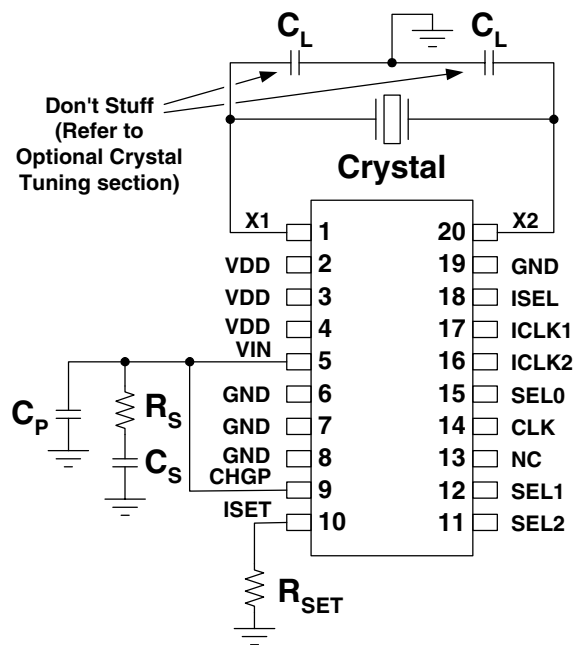 C_L
C_L
Don't Stuff
(Refer to
Optional Crystal
Tuning section)
Crystal
X1 1 20 X2
VDD 2 19 GND
VDD 3 18 ISEL
VDD 4 17 ICLK1
VIN 5 16 ICLK2
GND 6 15 SEL0
GND 7 14 CLK
GND 8 13 NC
CHGP 9 12 SEL1
ISET 10 11 SEL2
C_P
R_S
C_S
R_SET